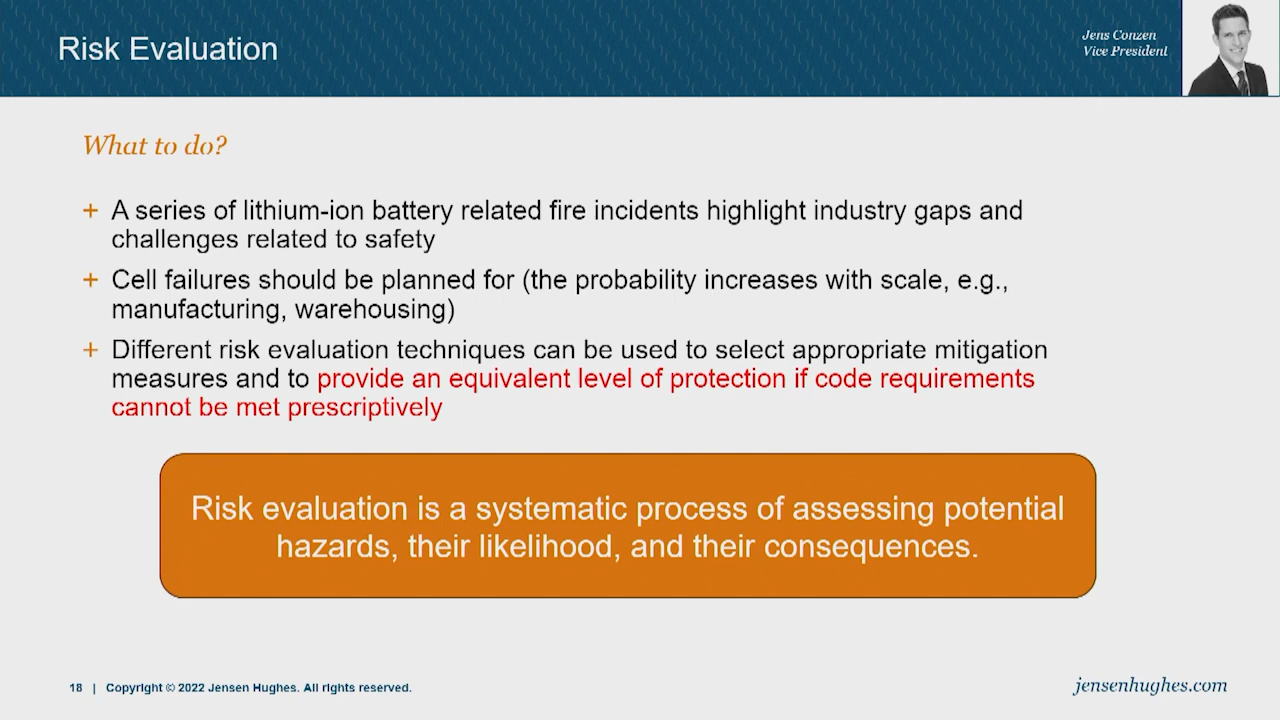 Risk Evaluation
Jens Conzen
Vice President
What to do?
+ A series of lithium-ion battery related fire incidents highlight industry gaps and
challenges related to safety
+ Cell failures should be planned for (the probability increases with scale, e.g.,
manufacturing, warehousing)
+ Different risk evaluation techniques can be used to select appropriate mitigation
measures and to provide an equivalent level of protection if code requirements
cannot be met prescriptively
Risk evaluation is a systematic process of assessing potential
hazards, their likelihood, and their consequences.
18 | Copyright © 2022 Jensen Hughes. All rights reserved.
jensenhughes.com